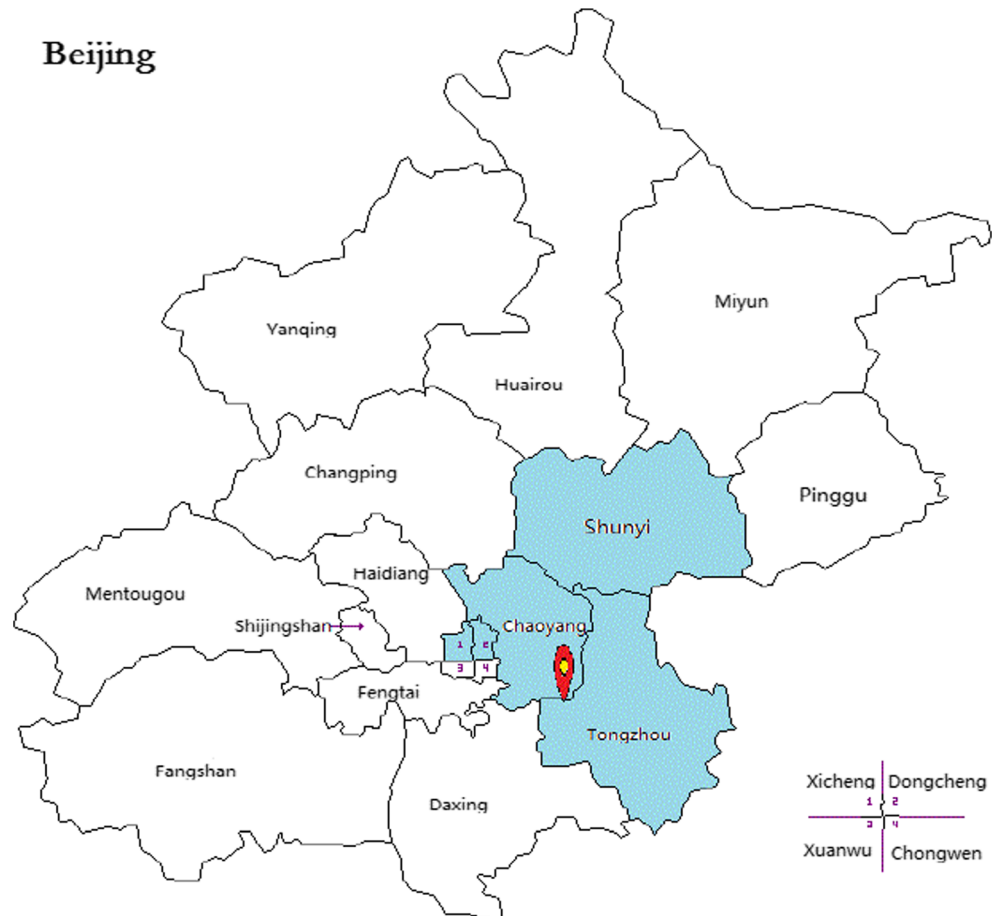 Beijing
Miyun
Yanqing
Huairou
Changping
Pinggu
Shunyi
Haidiang
Mentougou
Shijingshan
Chaoyang
1 2
3 4
Fengtai
Tongzhou
Fangshan
Daxing
Xicheng Dongcheng
1 2
3 4
Xuanwu Chongwen